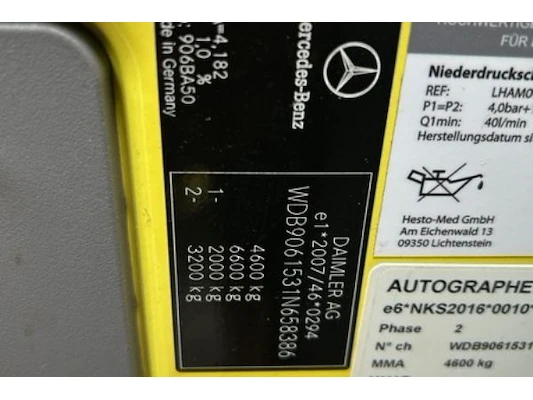 Mercedes-Benz
=4,182
1,0 %
: 906BA50
de in Germany
DAIMLER AG
e1*2007/46*0294
WDB9061531N658386
4600 kg
6600 kg
1- 2000 kg
2- 3200 kg
HOCHWERTIGE
FÜR
Niederdrucksc
REF: LHAM0
P1=P2: 4,0bar+
Q1min: 40l/min
Herstellungsdatum si
Hesto-Med GmbH
Am Eichenwald 13
09350 Lichtenstein
AUTOGRAPHE
e6*NKS2016*0010*
Phase 2
N° ch WDB9061531
MMA 4600 kg